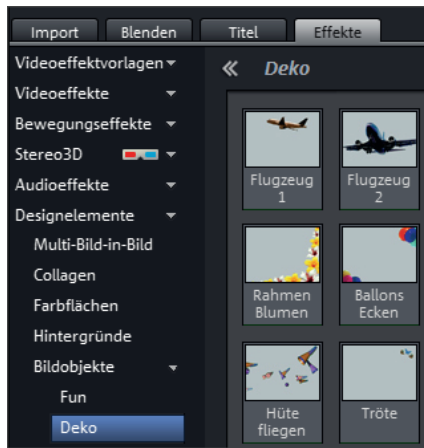 Import Blenden Titel Effekte
Videoeffektvorlagen
Videoeffekte
Bewegungseffekte
Stereo3D
Audioeffekte
Designelemente
Multi-Bild-in-Bild
Collagen
Farbflächen
Hintergründe
Bildobjekte
Fun
Deko
« Deko
Flugzeug
1
Flugzeug
2
Rahmen
Blumen
Ballons
Ecken
Hüte
fliegen
Tröte